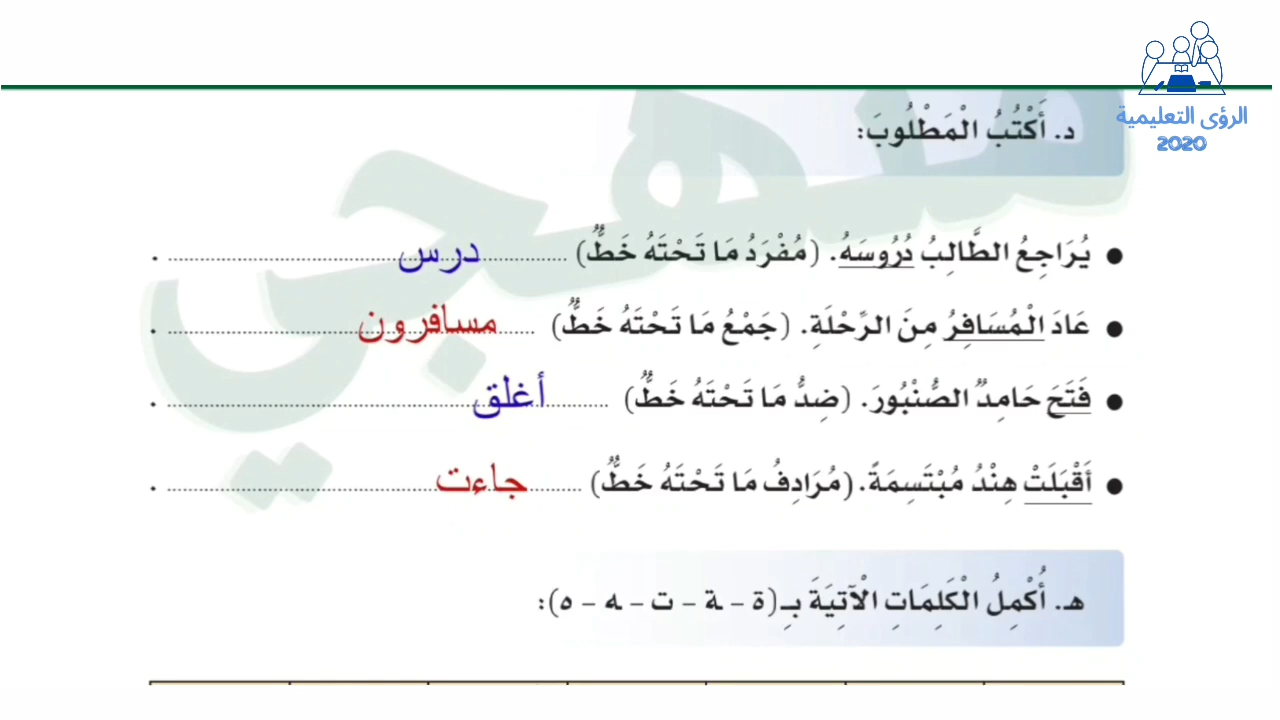 الرؤى التعليمية
2020
منهجي
د. أَكْتُبُ الْمَطْلُوبَ:
● يُرَاجِعُ الطَّالِبُ دُرُوسَهُ. (مُفْرَدُ مَا تَحْتَهُ خَطٌّ) ......درس...... .
● عَادَ الْمُسَافِرُ مِنَ الرِّحْلَةِ. (جَمْعُ مَا تَحْتَهُ خَطٌّ) ......مسافرون...... .
● فَتَحَ حَامِدٌ الصُّنْبُورَ. (ضِدُّ مَا تَحْتَهُ خَطٌّ) ......أغلق...... .
● أَقْبَلَتْ هِنْدُ مُبْتَسِمَةً. (مُرَادِفُ مَا تَحْتَهُ خَطٌّ) ......جاءت...... .
هـ. أُكْمِلُ الْكَلِمَاتِ الْآتِيَةَ بِـ (ة - ـة - ت - ـه - ه):